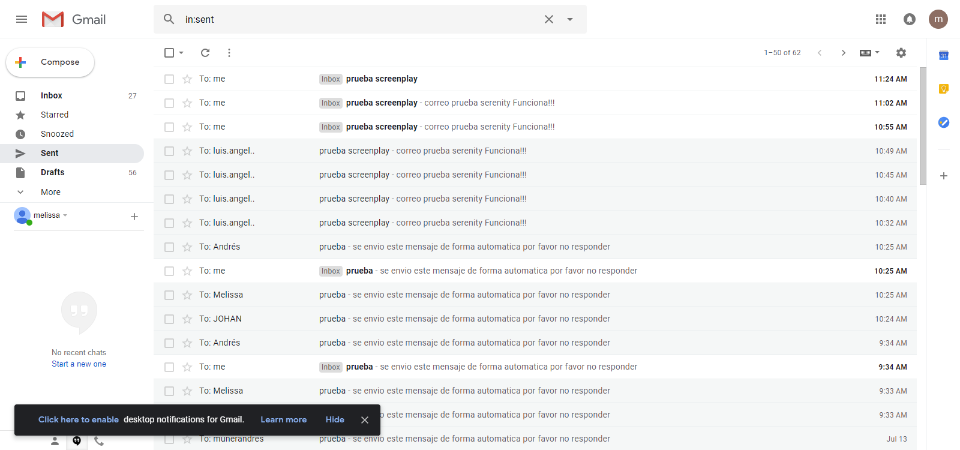 Gmail
in:sent
m
Compose
1–50 of 62
31
Inbox 27
Starred
Snoozed
Sent
Drafts 56
More
melissa
No recent chats
Start a new one
To: me Inbox prueba screenplay 11:24 AM
To: me Inbox prueba screenplay - correo prueba serenity Funciona!!! 11:02 AM
To: me Inbox prueba screenplay - correo prueba serenity Funciona!!! 10:55 AM
To: luis.angel.. prueba screenplay - correo prueba serenity Funciona!!! 10:49 AM
To: luis.angel.. prueba screenplay - correo prueba serenity Funciona!!! 10:45 AM
To: luis.angel.. prueba screenplay - correo prueba serenity Funciona!!! 10:40 AM
To: luis.angel.. prueba screenplay - correo prueba serenity Funciona!!! 10:32 AM
To: Andrés prueba - se envio este mensaje de forma automatica por favor no responder 10:25 AM
To: me Inbox prueba - se envio este mensaje de forma automatica por favor no responder 10:25 AM
To: Melissa prueba - se envio este mensaje de forma automatica por favor no responder 10:25 AM
To: JOHAN prueba - se envio este mensaje de forma automatica por favor no responder 10:24 AM
To: Andrés prueba - se envio este mensaje de forma automatica por favor no responder 9:34 AM
To: me Inbox prueba - se envio este mensaje de forma automatica por favor no responder 9:34 AM
To: Melissa prueba - se envio este mensaje de forma automatica por favor no responder 9:33 AM
se envio este mensaje de forma automatica por favor no responder 9:33 AM
Click here to enable desktop notifications for Gmail. Learn more Hide
To: munerandres prueba - se envio este mensaje de forma automatica por favor no responder Jul 13